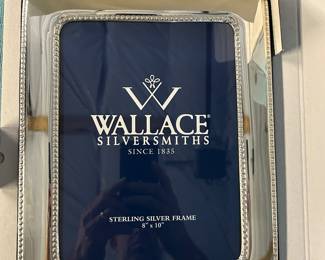 WALLACE®
SILVERSMITHS
SINCE 1835
STERLING SILVER FRAME
8" x 10"